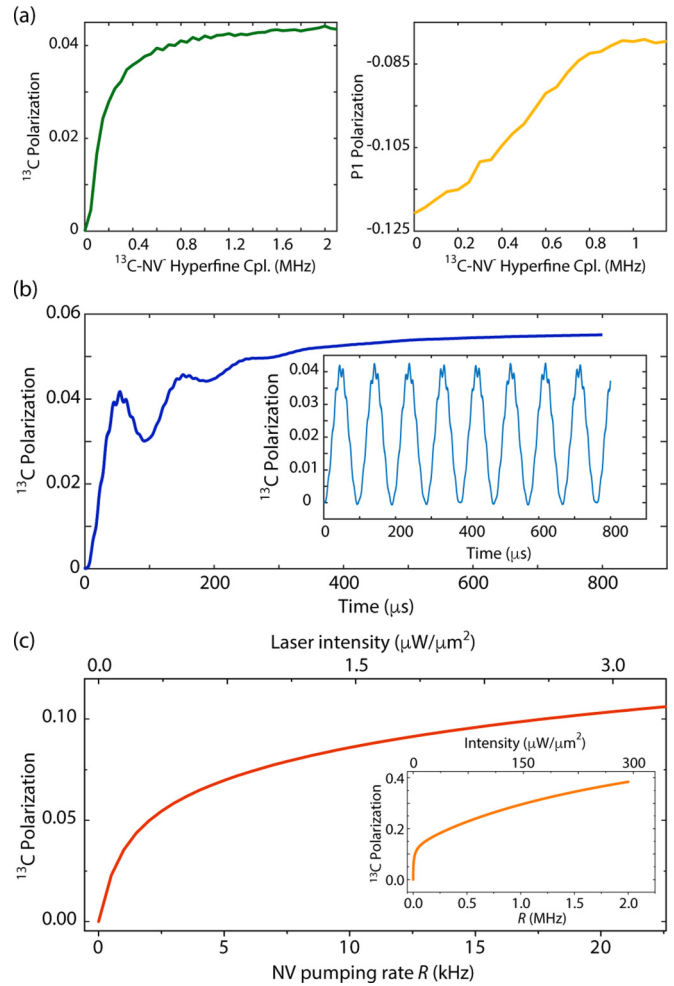 (a)
0.04
0.02
0
¹³C Polarization
0 0.4 0.8 1.2 1.6 2
¹³C-NV⁻ Hyperfine Cpl. (MHz)
-0.085
-0.105
-0.125
P1 Polarization
0 0.2 0.4 0.6 0.8 1
¹³C-NV⁻ Hyperfine Cpl. (MHz)
(b)
0.06
0.04
0.02
0
¹³C Polarization
0 200 400 600 800
Time (μs)
0.04
0.03
0.02
0.01
0
¹³C Polarization
0 200 400 600 800
Time (μs)
(c)
Laser intensity (μW/μm²)
0.0 1.5 3.0
0.10
0.05
0.00
¹³C Polarization
0 5 10 15 20
NV pumping rate R (kHz)
Intensity (μW/μm²)
0 150 300
0.4
0.2
0.0
¹³C Polarization
0.0 0.5 1.0 1.5 2.0
R (MHz)